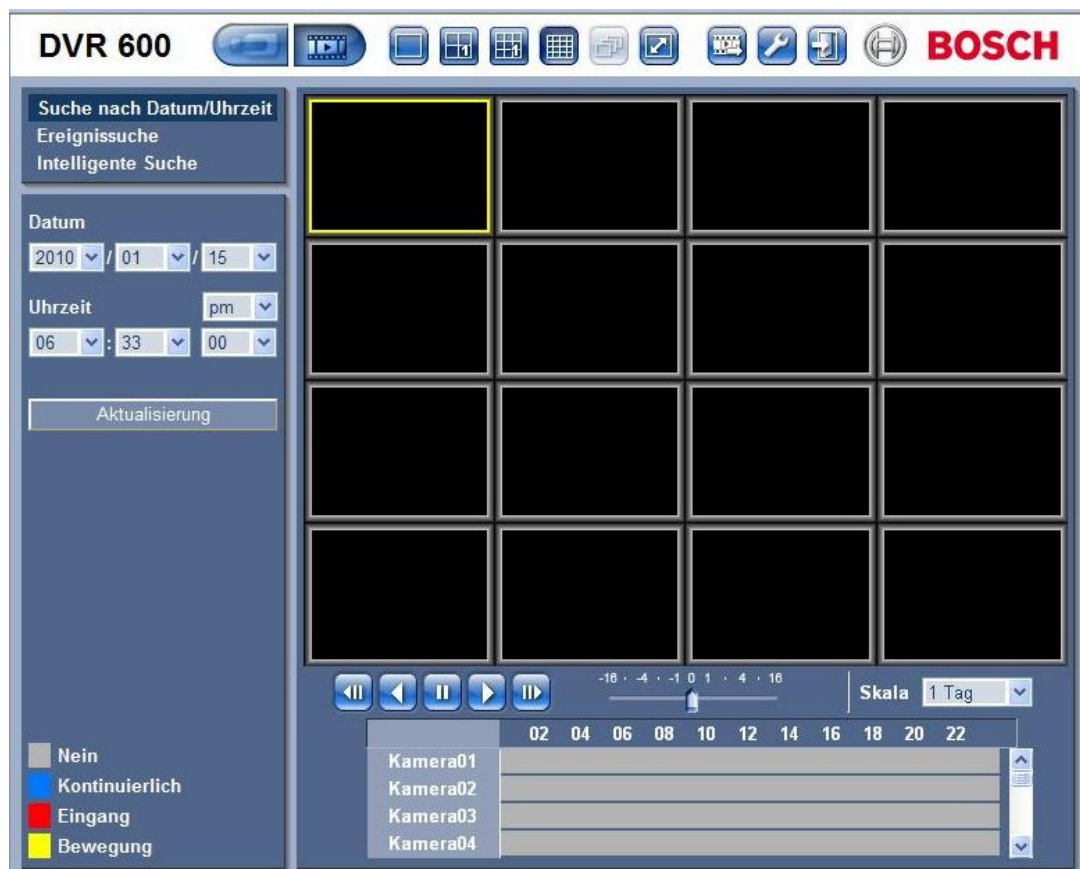 DVR 600
1
1
BOSCH
Suche nach Datum/Uhrzeit
Ereignissuche
Intelligente Suche
Datum
2010 / 01 / 15
Uhrzeit pm
06 : 33 00
Aktualisierung
-16 · -4 · -1 0 1 · 4 · 16
Skala 1 Tag
02 04 06 08 10 12 14 16 18 20 22
Kamera01
Kamera02
Kamera03
Kamera04
Nein
Kontinuierlich
Eingang
Bewegung